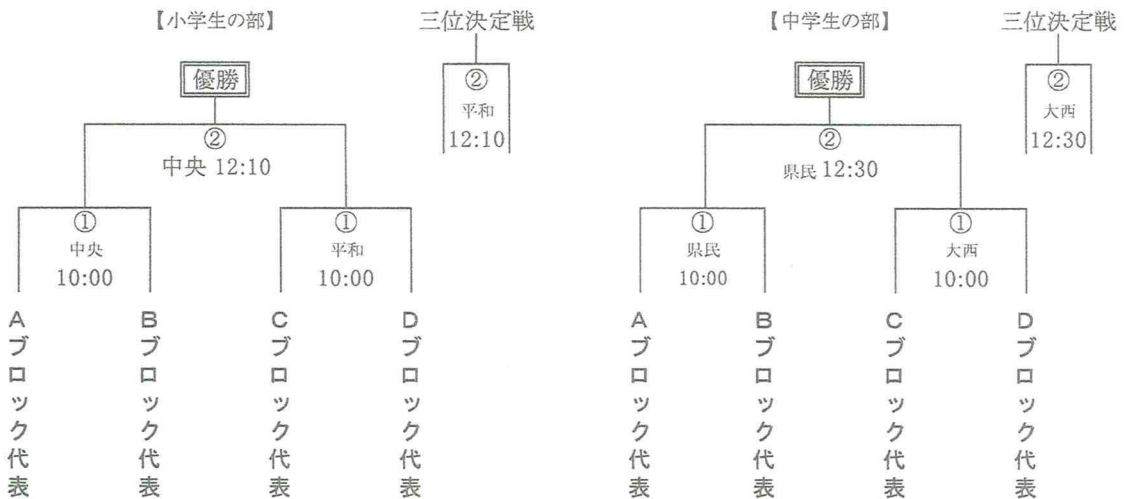 【小学生の部】
三位決定戦
優勝
②
平和
12:10
②
中央 12:10
①
中央
10:00
①
平和
10:00
Aブロック代表
Bブロック代表
Cブロック代表
Dブロック代表
【中学生の部】
三位決定戦
優勝
②
大西
12:30
②
県民 12:30
①
県民
10:00
①
大西
10:00
Aブロック代表
Bブロック代表
Cブロック代表
Dブロック代表